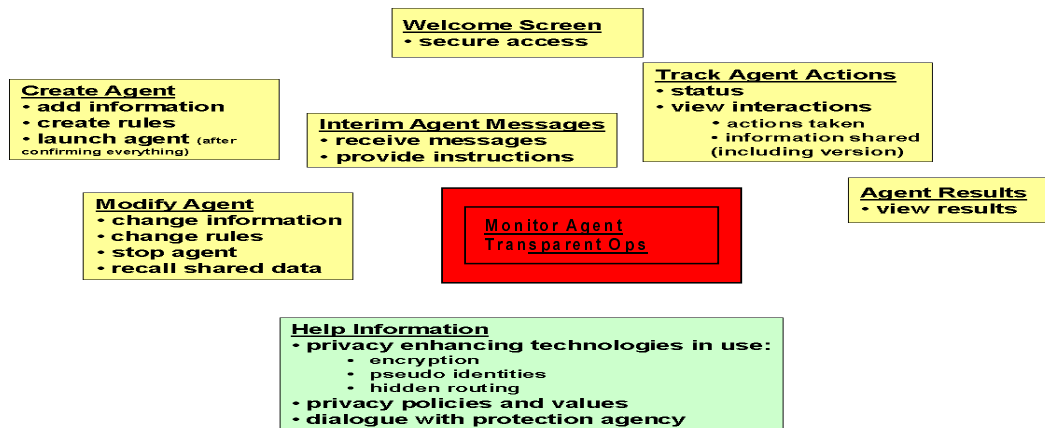 Welcome Screen
• secure access
Create Agent
• add information
• create rules
• launch agent (after
confirming everything)
Interim Agent Messages
• receive messages
• provide instructions
Track Agent Actions
• status
• view interactions
• actions taken
• information shared
(including version)
Modify Agent
• change information
• change rules
• stop agent
• recall shared data
Monitor Agent
Transparent Ops
Agent Results
• view results
Help Information
• privacy enhancing technologies in use:
• encryption
• pseudo identities
• hidden routing
• privacy policies and values
• dialogue with protection agency